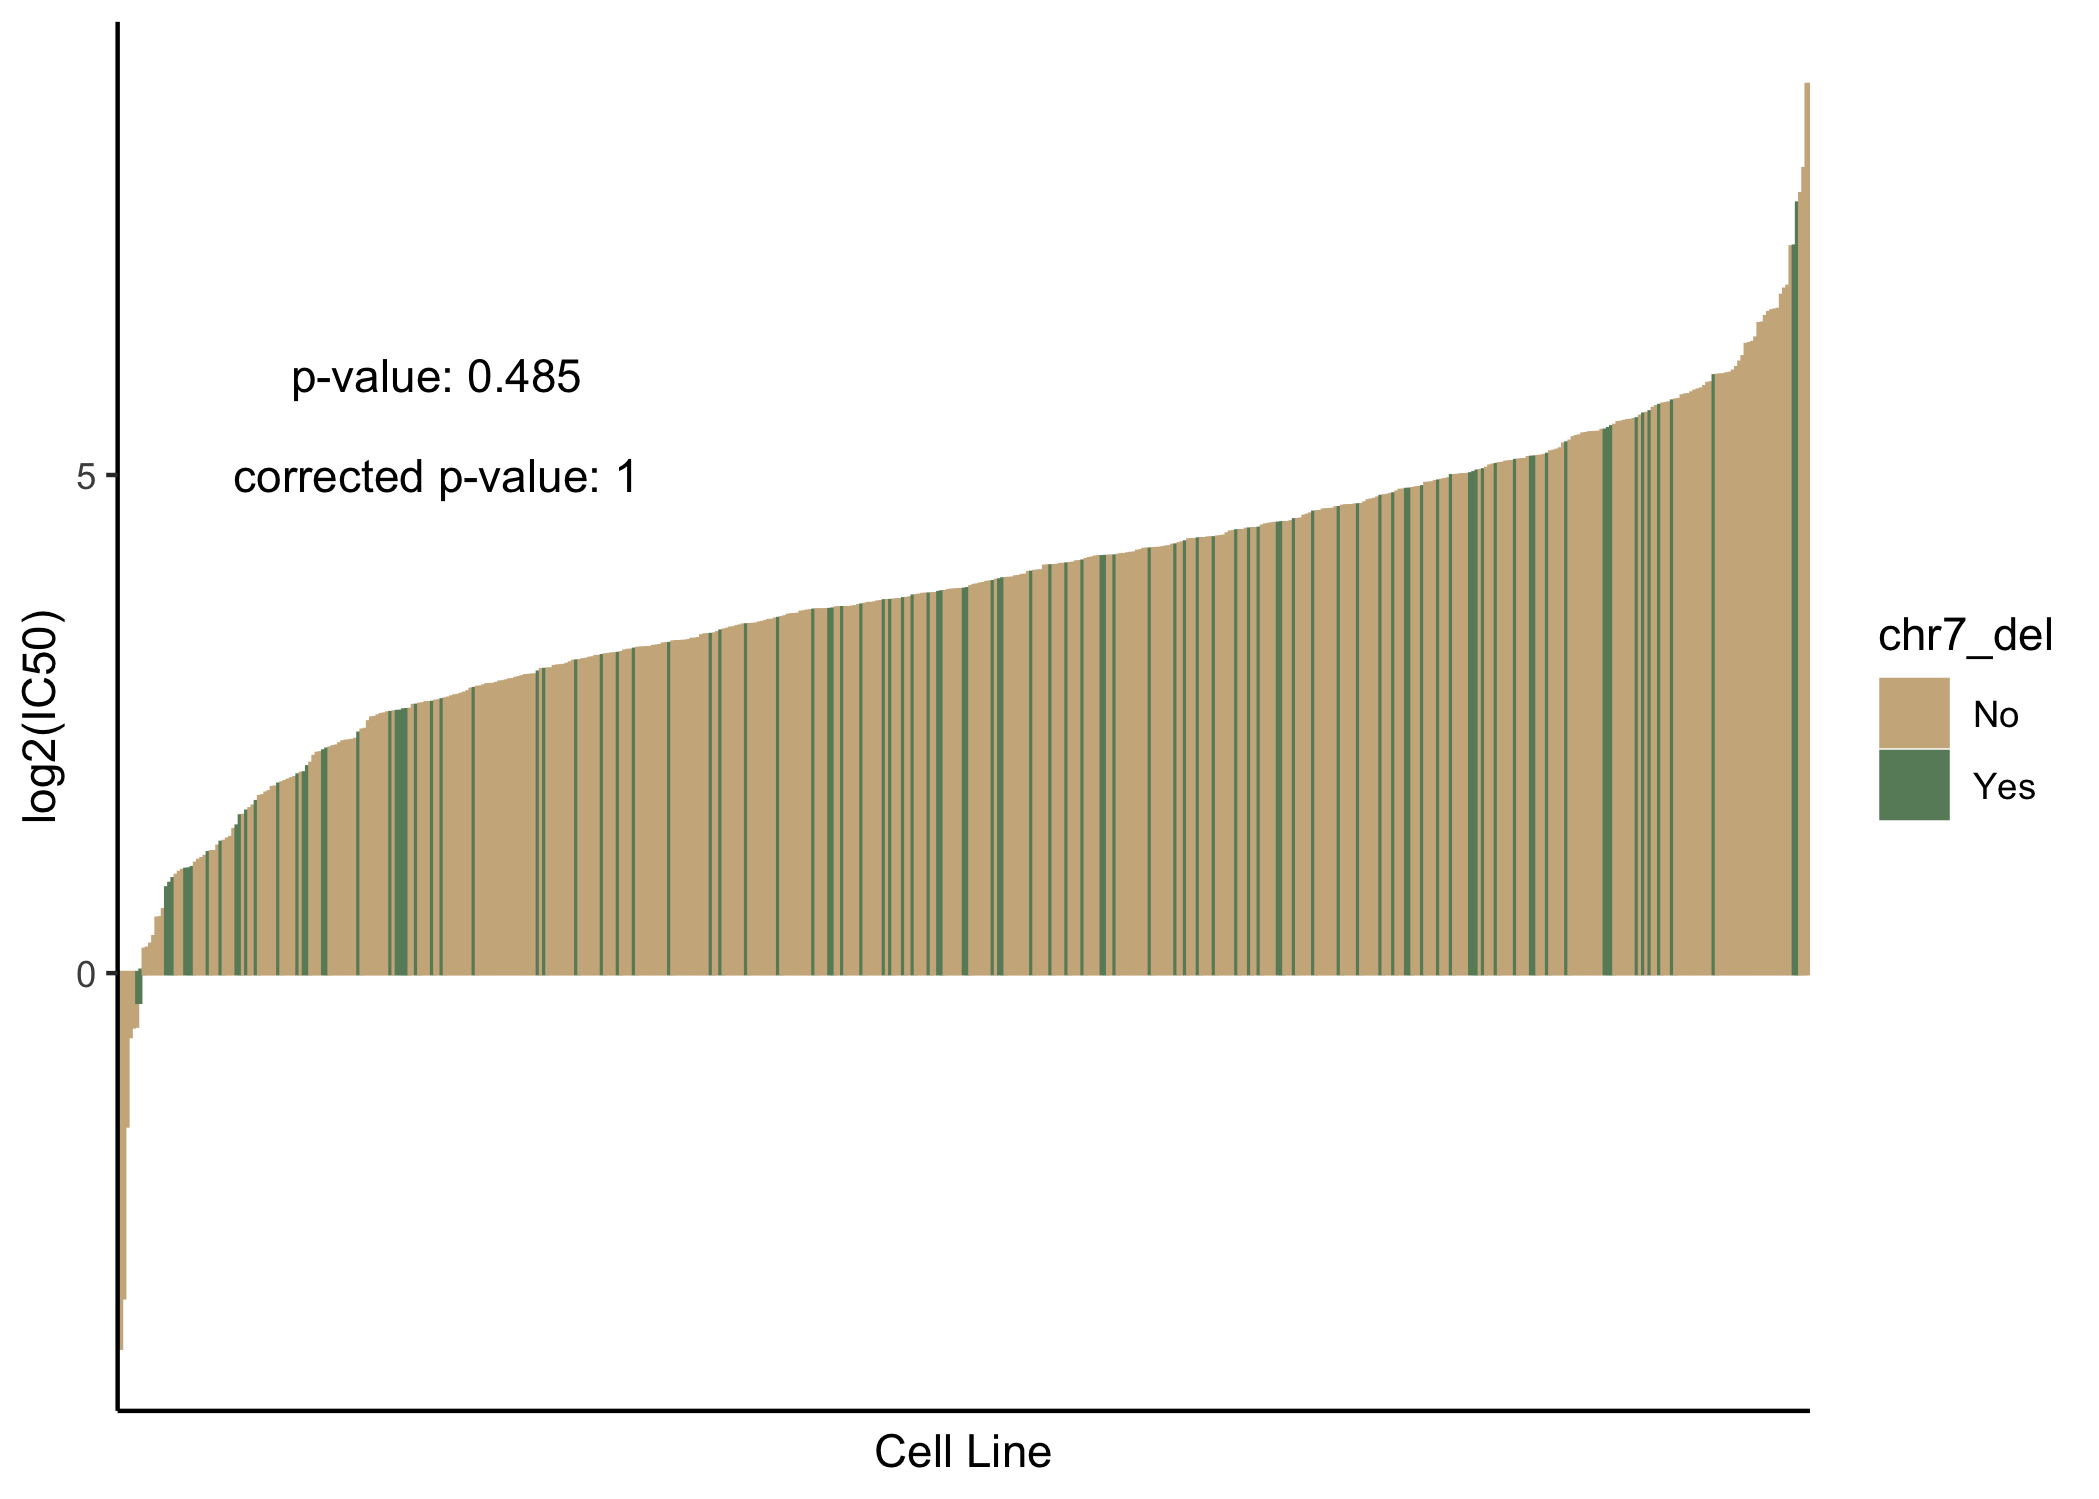 p-value: 0.485
corrected p-value: 1
5
0
log2(IC50)
Cell Line
chr7_del
No
Yes